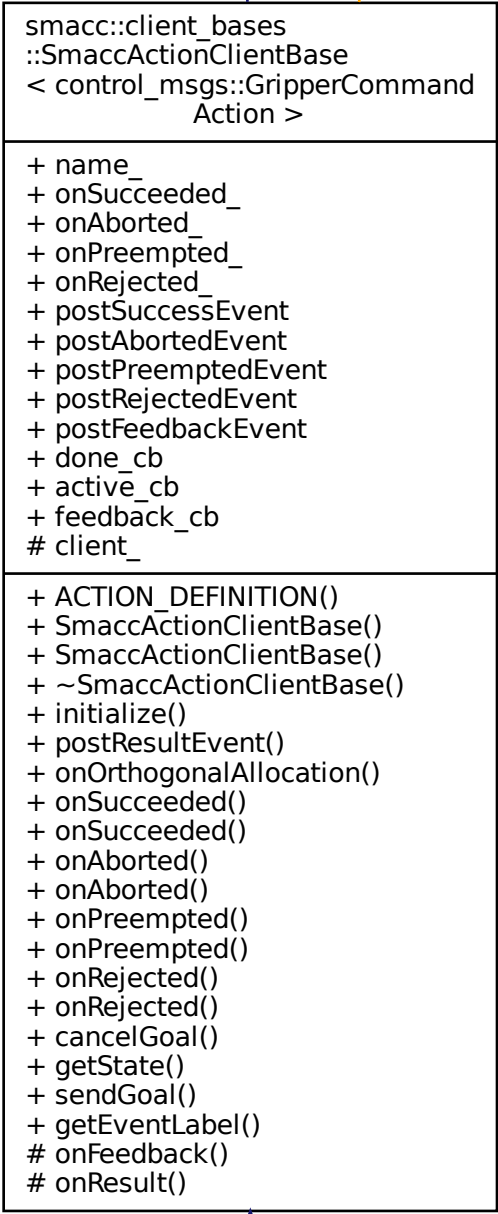 smacc::client_bases
::SmaccActionClientBase
< control_msgs::GripperCommand
Action >
+ name_
+ onSucceeded_
+ onAborted_
+ onPreempted_
+ onRejected_
+ postSuccessEvent
+ postAbortedEvent
+ postPreemptedEvent
+ postRejectedEvent
+ postFeedbackEvent
+ done_cb
+ active_cb
+ feedback_cb
# client_
+ ACTION_DEFINITION()
+ SmaccActionClientBase()
+ SmaccActionClientBase()
+ ~SmaccActionClientBase()
+ initialize()
+ postResultEvent()
+ onOrthogonalAllocation()
+ onSucceeded()
+ onSucceeded()
+ onAborted()
+ onAborted()
+ onPreempted()
+ onPreempted()
+ onRejected()
+ onRejected()
+ cancelGoal()
+ getState()
+ sendGoal()
+ getEventLabel()
# onFeedback()
# onResult()